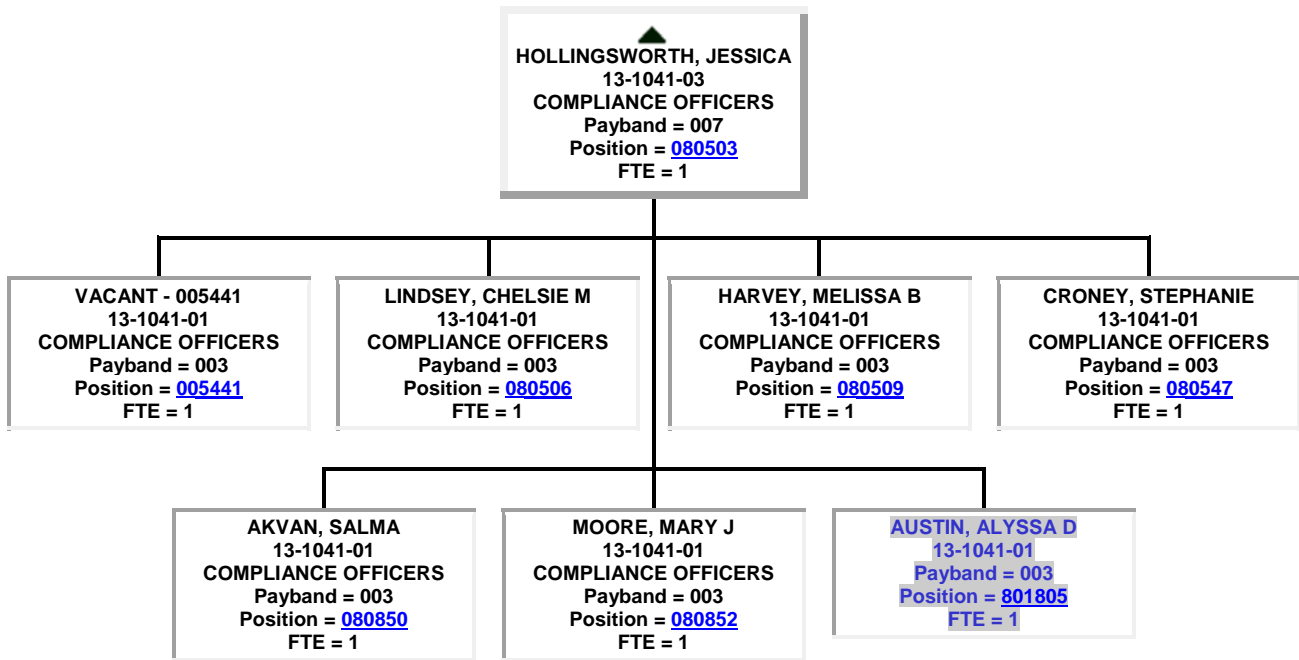 HOLLINGSWORTH, JESSICA
13-1041-03
COMPLIANCE OFFICERS
Payband = 007
Position = 080503
FTE = 1
VACANT - 005441
13-1041-01
COMPLIANCE OFFICERS
Payband = 003
Position = 005441
FTE = 1
LINDSEY, CHELSIE M
13-1041-01
COMPLIANCE OFFICERS
Payband = 003
Position = 080506
FTE = 1
HARVEY, MELISSA B
13-1041-01
COMPLIANCE OFFICERS
Payband = 003
Position = 080509
FTE = 1
CRONEY, STEPHANIE
13-1041-01
COMPLIANCE OFFICERS
Payband = 003
Position = 080547
FTE = 1
AKVAN, SALMA
13-1041-01
COMPLIANCE OFFICERS
Payband = 003
Position = 080850
FTE = 1
MOORE, MARY J
13-1041-01
COMPLIANCE OFFICERS
Payband = 003
Position = 080852
FTE = 1
AUSTIN, ALYSSA D
13-1041-01
Payband = 003
Position = 801805
FTE = 1